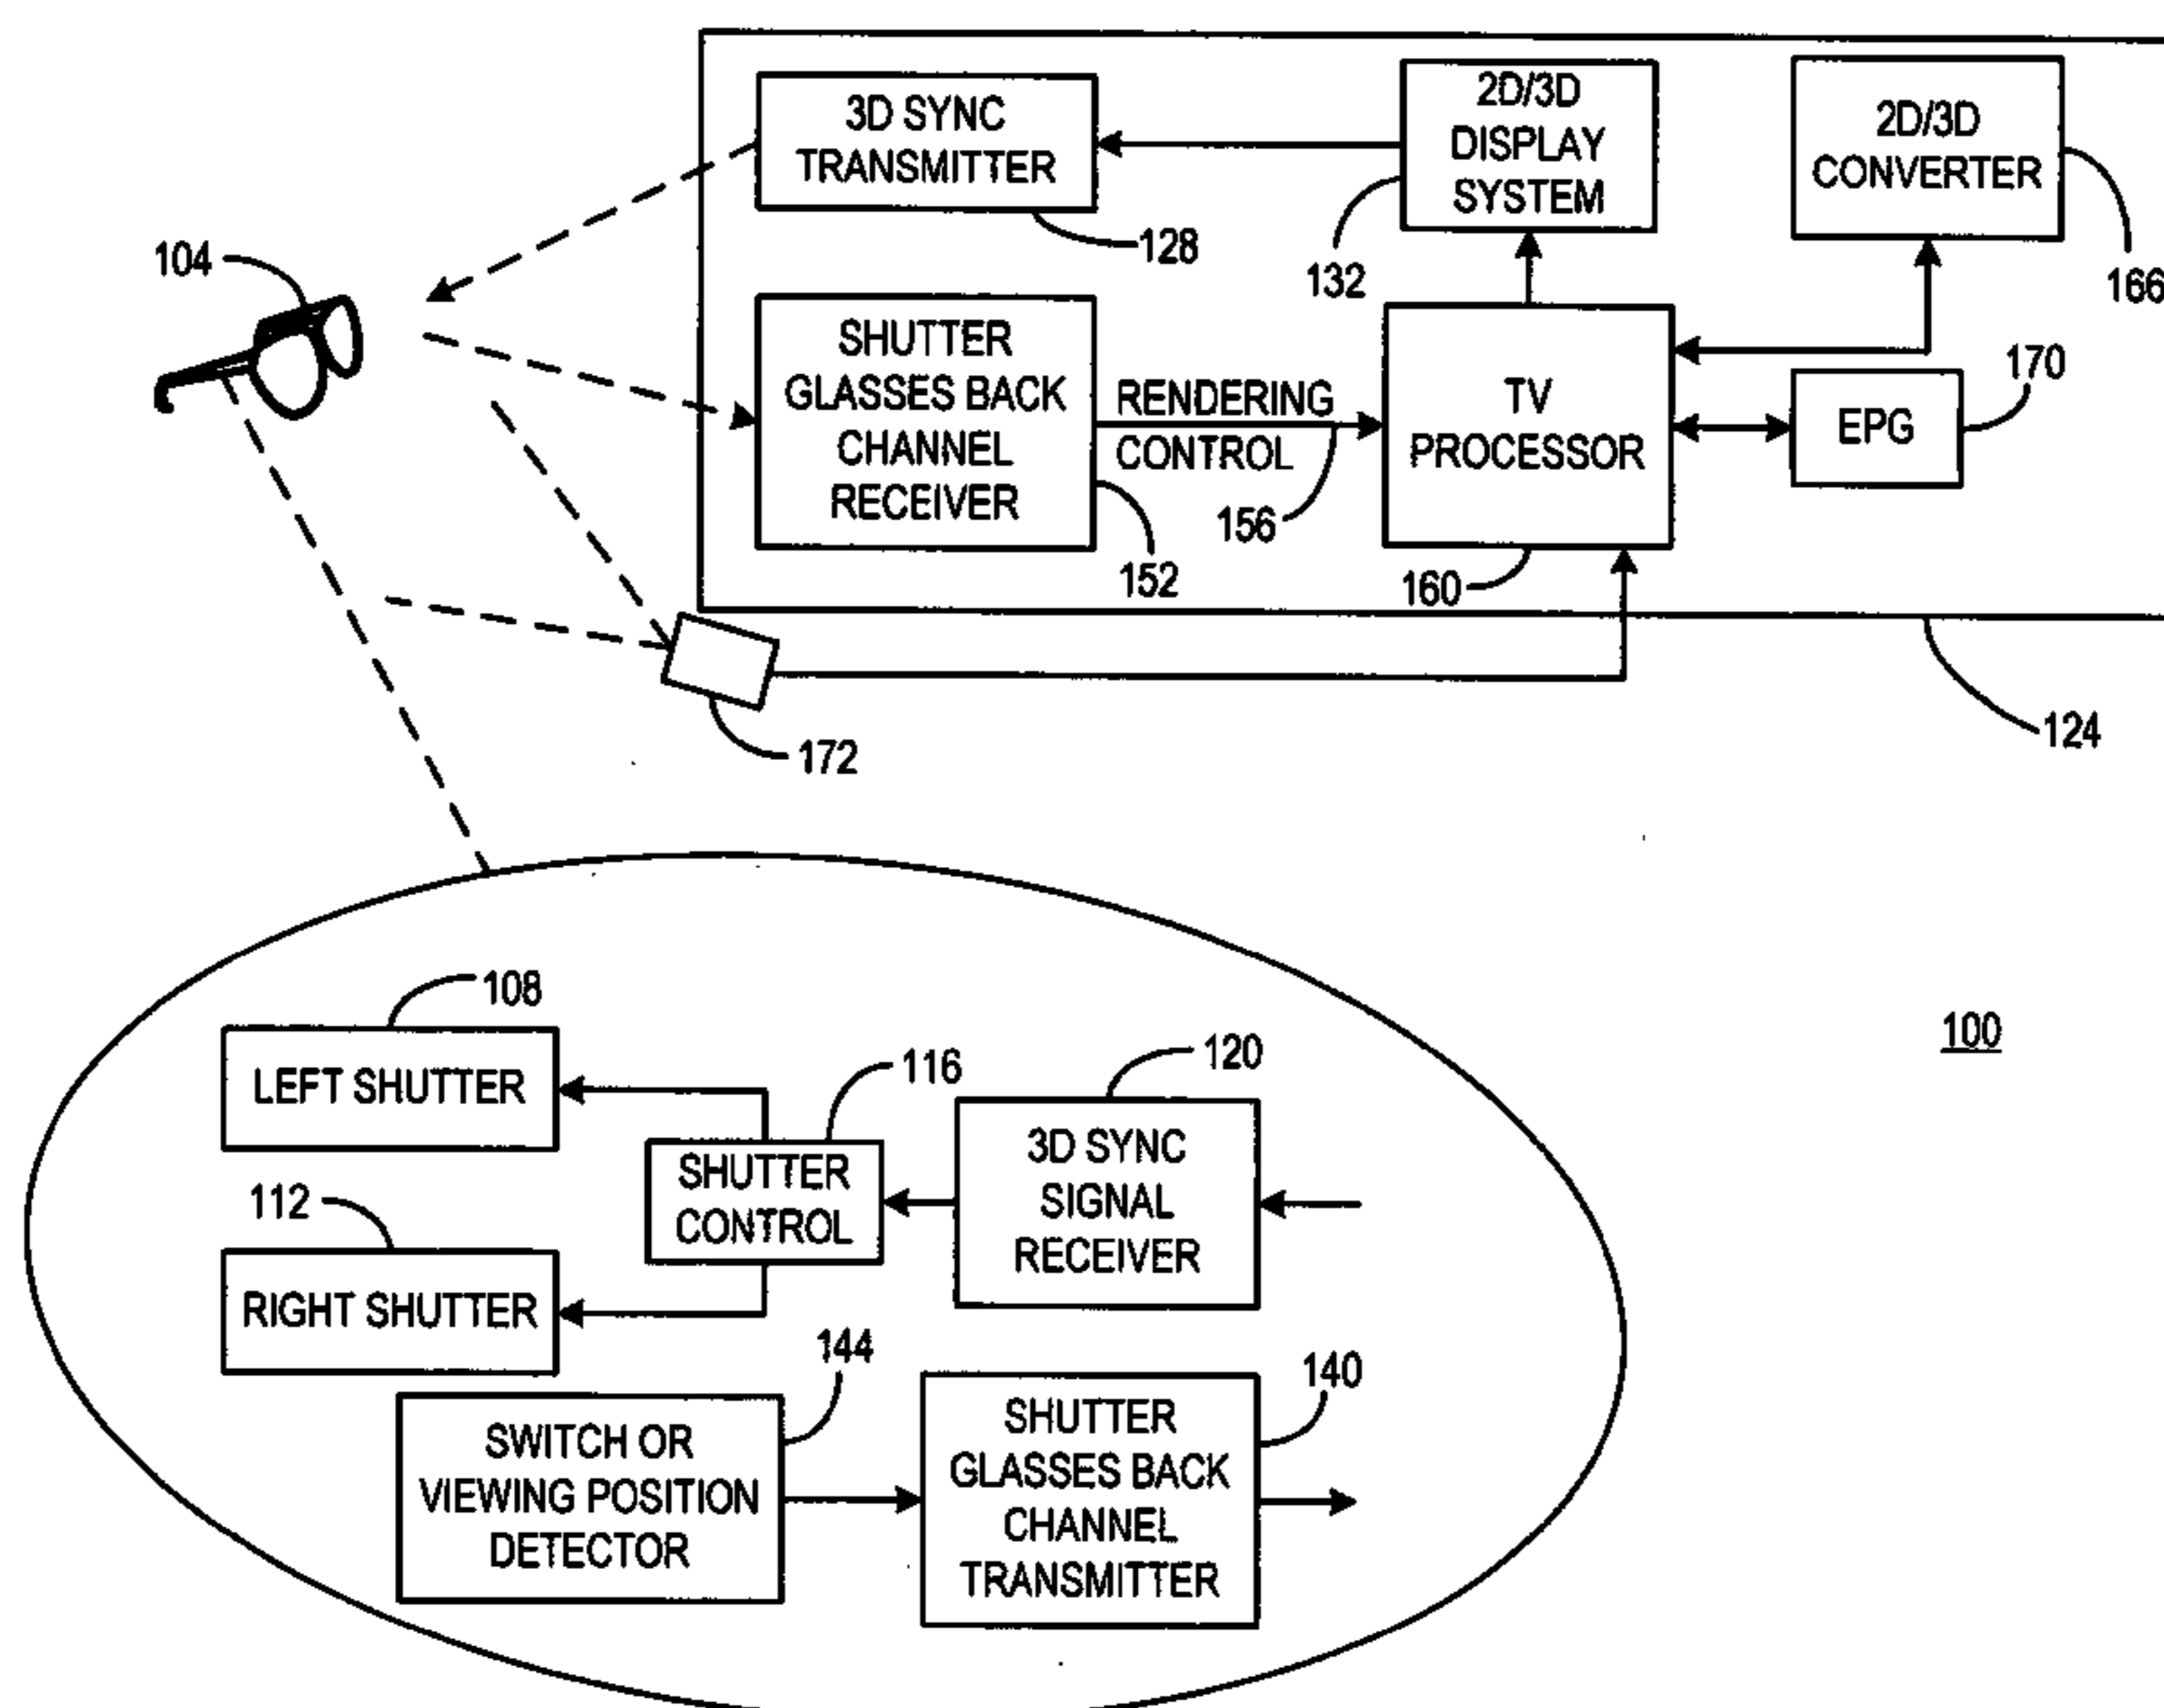 3D SYNC
TRANSMITTER
128
2D/3D
DISPLAY
SYSTEM
132
2D/3D
CONVERTER
166
104
SHUTTER
GLASSES BACK
CHANNEL
RECEIVER
152
RENDERING
CONTROL
156
TV
PROCESSOR
160
EPG
170
172
124
100
108
LEFT SHUTTER
112
RIGHT SHUTTER
116
SHUTTER
CONTROL
120
3D SYNC
SIGNAL
RECEIVER
144
SWITCH OR
VIEWING POSITION
DETECTOR
140
SHUTTER
GLASSES BACK
CHANNEL
TRANSMITTER